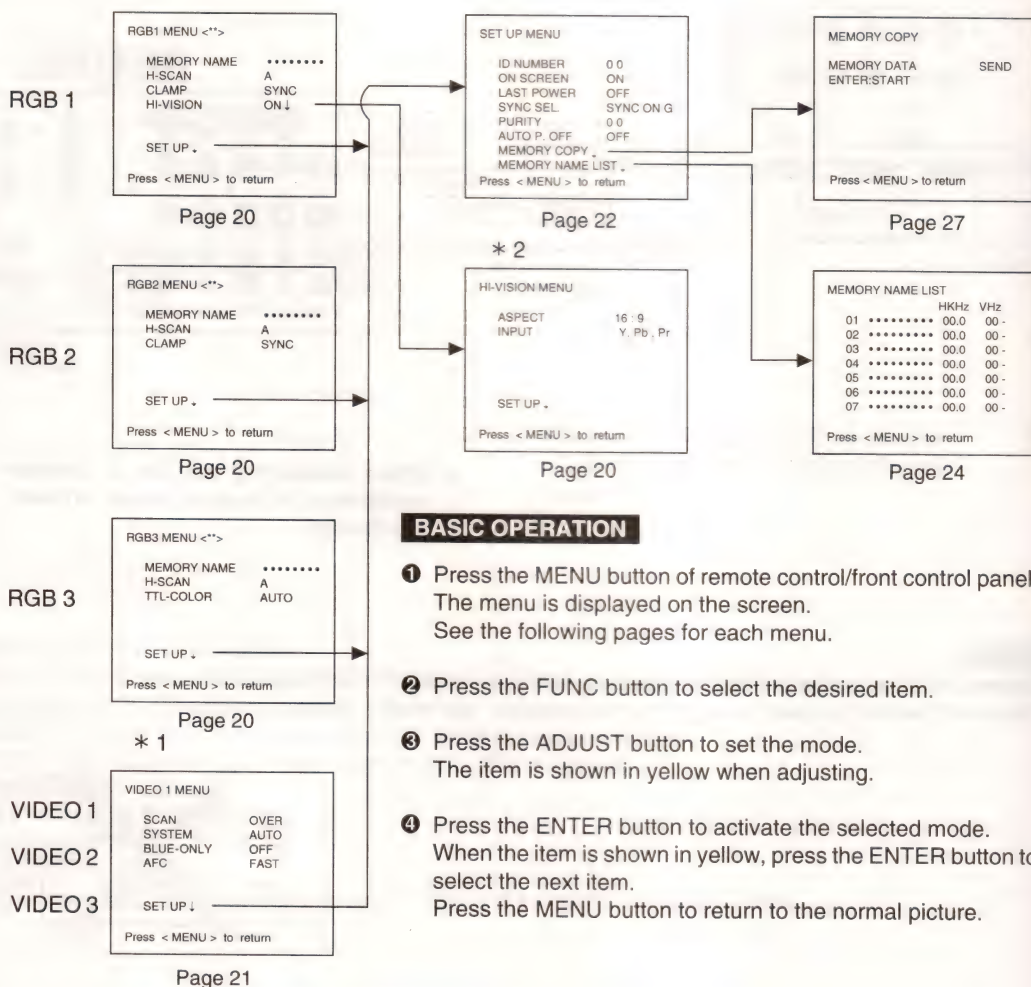 RGB 1
RGB1 MENU <**>
MEMORY NAME ••••••••
H-SCAN A
CLAMP SYNC
HI-VISION ON↓
SET UP↓
Press < MENU > to return
Page 20
SET UP MENU
ID NUMBER 0 0
ON SCREEN ON
LAST POWER OFF
SYNC SEL. SYNC ON G
PURITY 0 0
AUTO P. OFF OFF
MEMORY COPY↓
MEMORY NAME LIST↓
Press < MENU > to return
Page 22
MEMORY COPY
MEMORY DATA SEND
ENTER:START
Press < MENU > to return
Page 27
RGB 2
RGB2 MENU <**>
MEMORY NAME ••••••••
H-SCAN A
CLAMP SYNC
SET UP↓
Press < MENU > to return
Page 20
* 2
HI-VISION MENU
ASPECT 16 : 9
INPUT Y, Pb , Pr
SET UP↓
Press < MENU > to return
Page 20
MEMORY NAME LIST
HKHz VHz
01 ••••••••• 00.0 00 -
02 ••••••••• 00.0 00 -
03 ••••••••• 00.0 00 -
04 ••••••••• 00.0 00 -
05 ••••••••• 00.0 00 -
06 ••••••••• 00.0 00 -
07 ••••••••• 00.0 00 -
Press < MENU > to return
Page 24
RGB 3
RGB3 MENU <**>
MEMORY NAME ••••••••
H-SCAN A
TTL-COLOR AUTO
SET UP↓
Press < MENU > to return
Page 20
* 1
VIDEO 1
VIDEO 2
VIDEO 3
VIDEO 1 MENU
SCAN OVER
SYSTEM AUTO
BLUE-ONLY OFF
AFC FAST
SET UP↓
Press < MENU > to return
Page 21
BASIC OPERATION
❶ Press the MENU button of remote control/front control panel
The menu is displayed on the screen.
See the following pages for each menu.
❷ Press the FUNC button to select the desired item.
❸ Press the ADJUST button to set the mode.
The item is shown in yellow when adjusting.
❹ Press the ENTER button to activate the selected mode.
When the item is shown in yellow, press the ENTER button to
select the next item.
Press the MENU button to return to the normal picture.